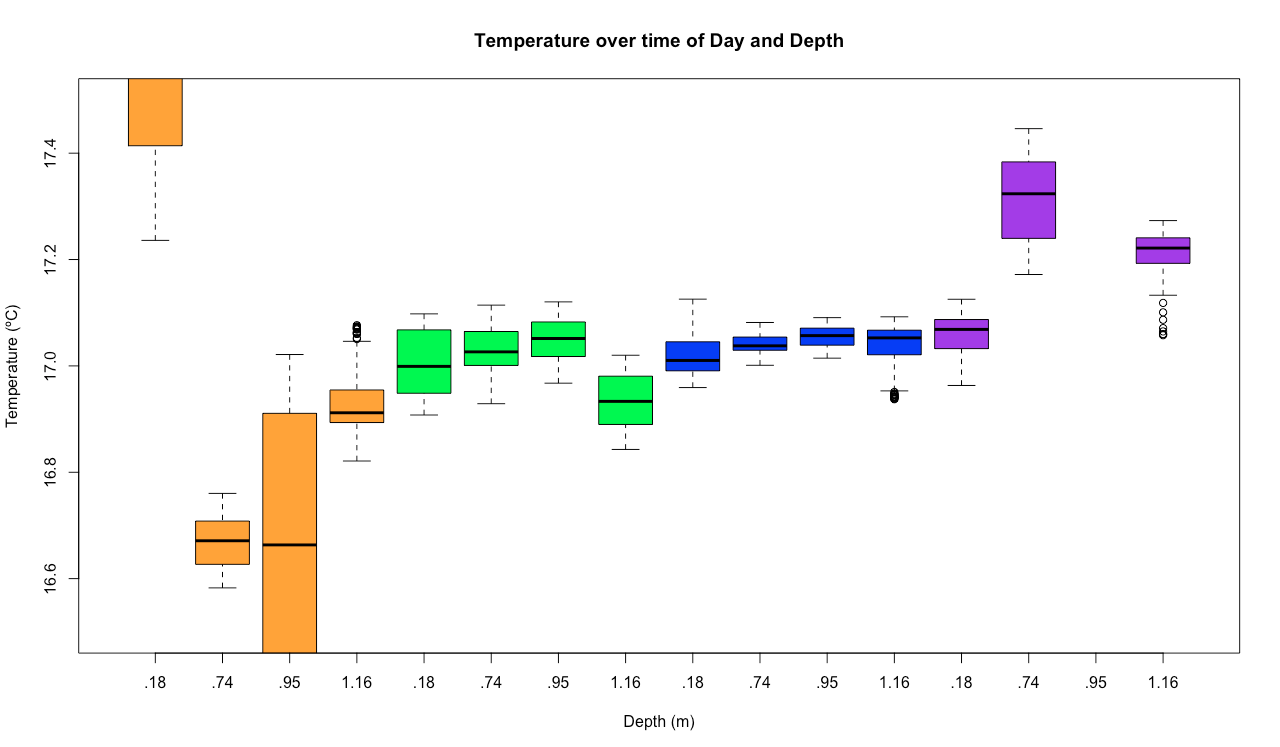 Temperature over time of Day and Depth
Temperature (ºC)
17.4
17.2
17.0
16.8
16.6
.18 .74 .95 1.16 .18 .74 .95 1.16 .18 .74 .95 1.16 .18 .74 .95 1.16
Depth (m)